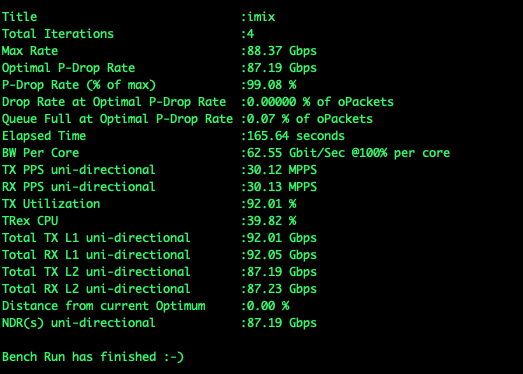 Title :imix
Total Iterations :4
Max Rate :88.37 Gbps
Optimal P-Drop Rate :87.19 Gbps
P-Drop Rate (% of max) :99.08 %
Drop Rate at Optimal P-Drop Rate :0.00000 % of oPackets
Queue Full at Optimal P-Drop Rate :0.07 % of oPackets
Elapsed Time :165.64 seconds
BW Per Core :62.55 Gbit/Sec @100% per core
TX PPS uni-directional :30.12 MPPS
RX PPS uni-directional :30.13 MPPS
TX Utilization :92.01 %
TRex CPU :39.82 %
Total TX L1 uni-directional :92.01 Gbps
Total RX L1 uni-directional :92.05 Gbps
Total TX L2 uni-directional :87.19 Gbps
Total RX L2 uni-directional :87.23 Gbps
Distance from current Optimum :0.00 %
NDR(s) uni-directional :87.19 Gbps
Bench Run has finished :-)